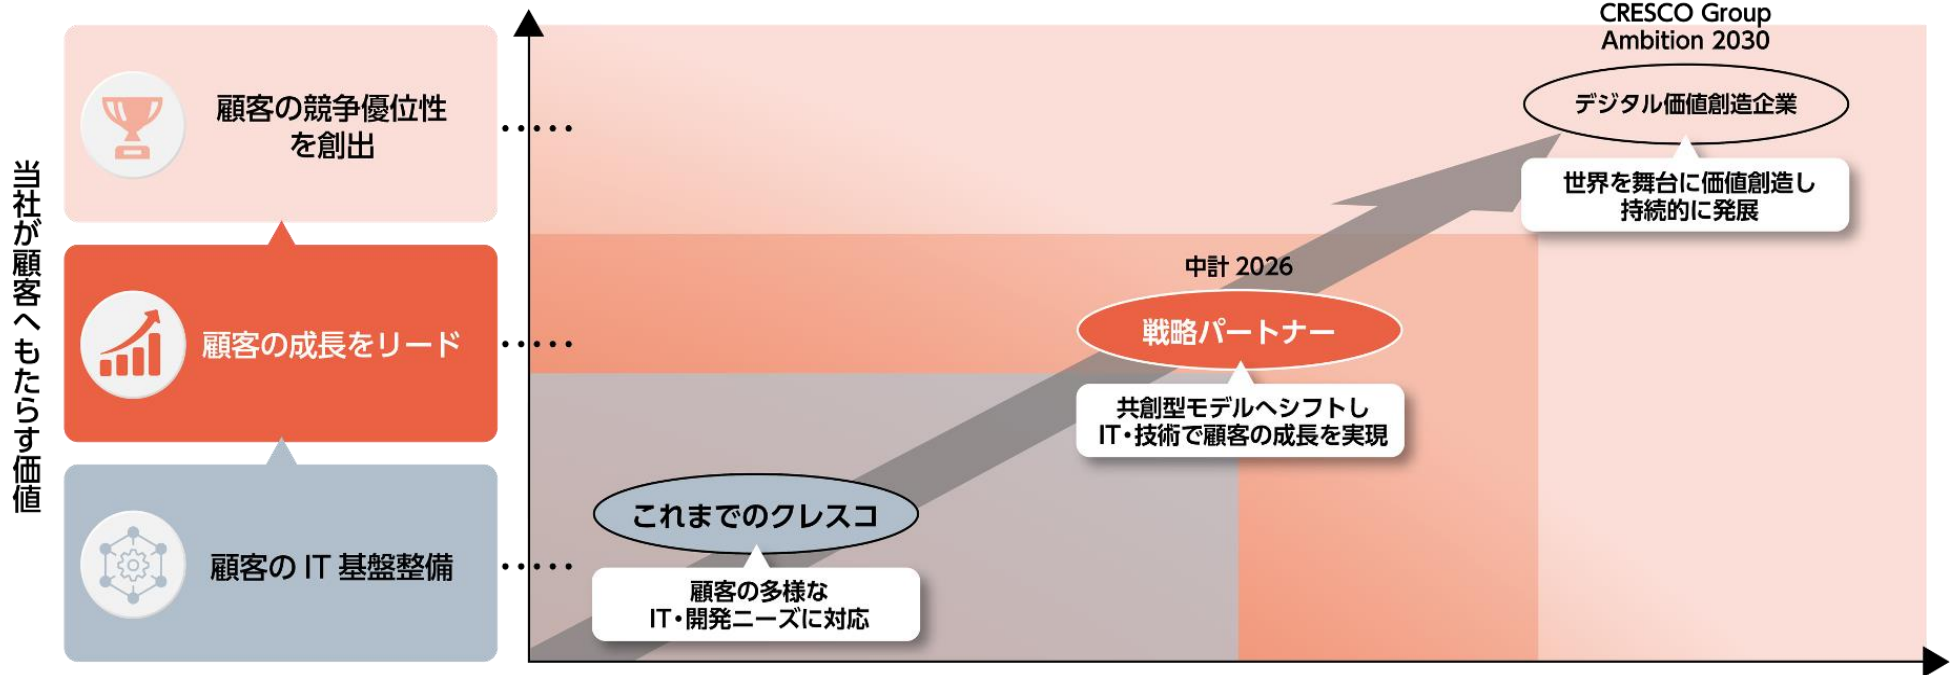 当社が顧客へもたらす価値
顧客の競争優位性
を創出
顧客の成長をリード
顧客の IT 基盤整備
CRESCO Group
Ambition 2030
デジタル価値創造企業
世界を舞台に価値創造し
持続的に発展
中計 2026
戦略パートナー
共創型モデルへシフトし
IT・技術で顧客の成長を実現
これまでのクレスコ
顧客の多様な
IT・開発ニーズに対応